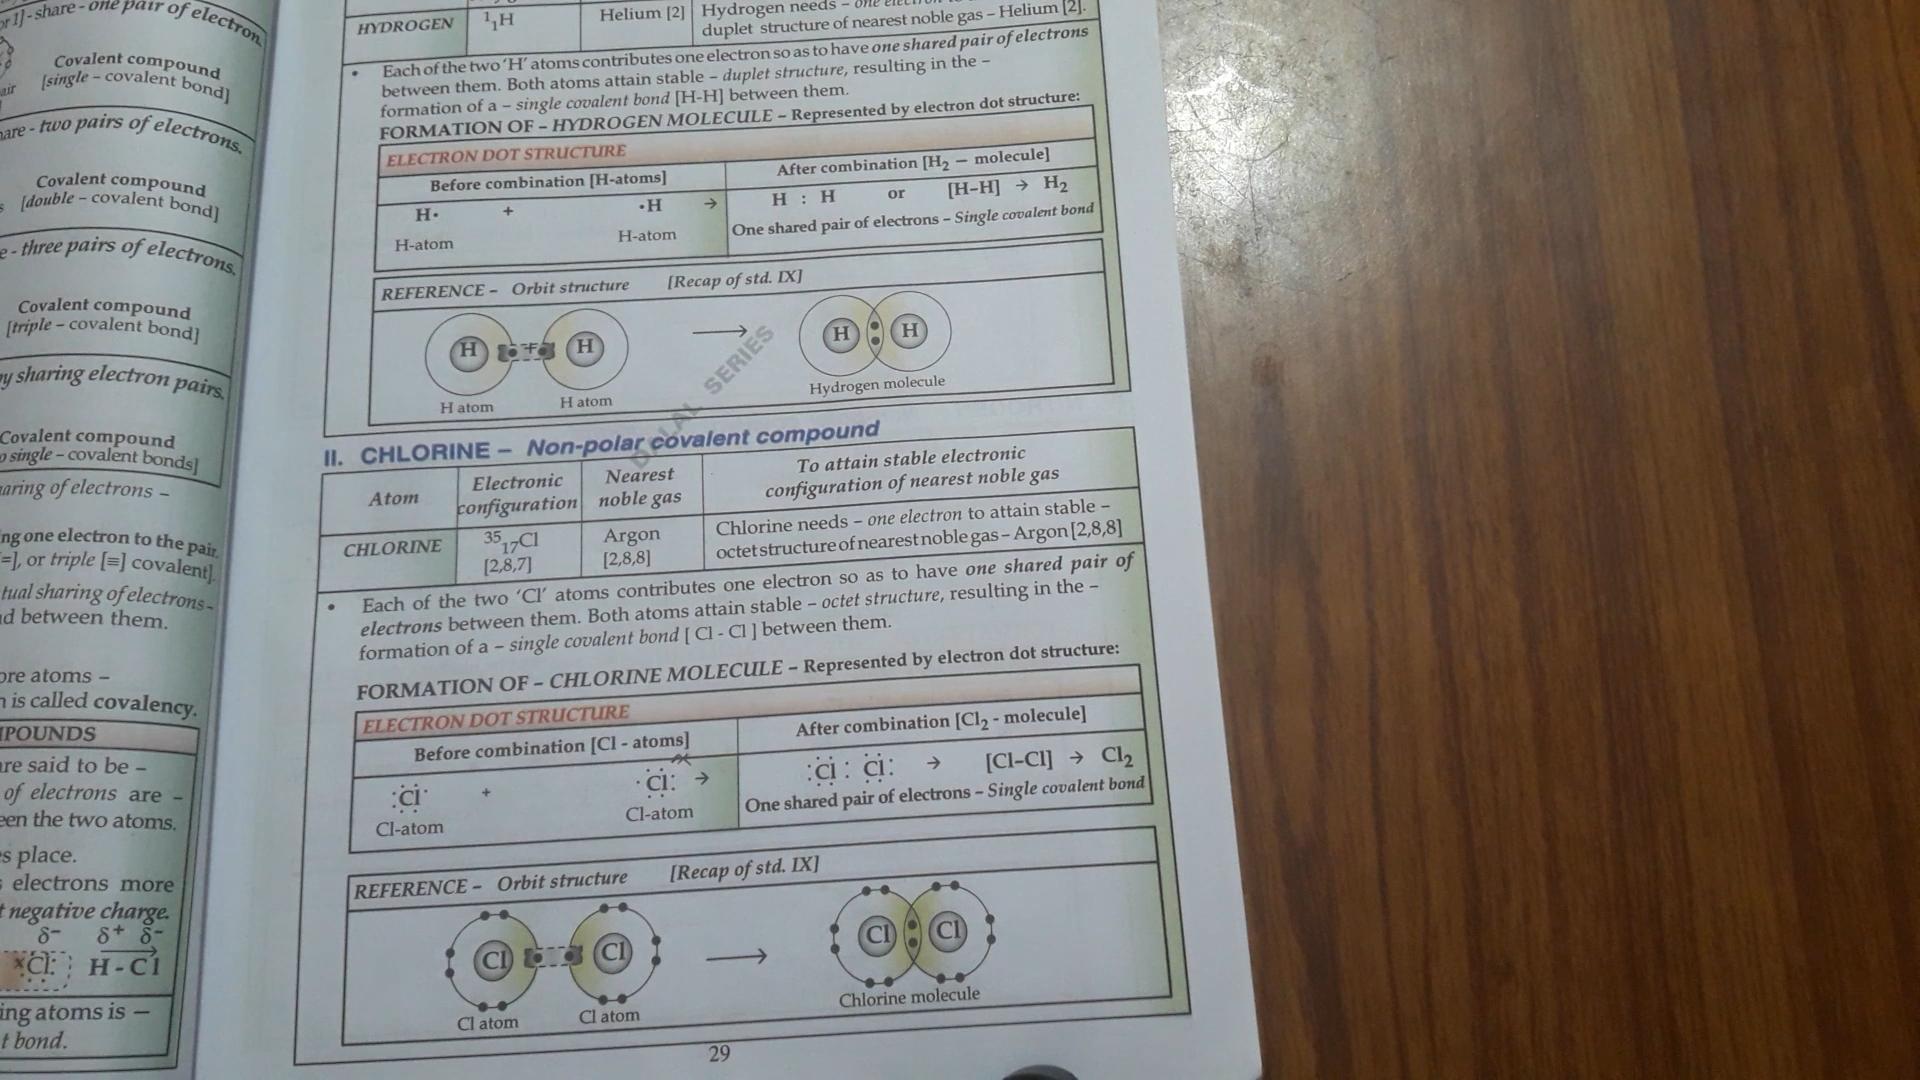 or 1] - share - one pair of electron.
Covalent compound
[single – covalent bond]
air
are - two pairs of electrons.
Covalent compound
[double – covalent bond]
e - three pairs of electrons.
Covalent compound
[triple – covalent bond]
y sharing electron pairs.
Covalent compound
o single – covalent bonds]
aring of electrons –
ng one electron to the pair.
=], or triple [≡] covalent].
tual sharing of electrons-
d between them.
ore atoms –
n is called covalency.
IPOUNDS
are said to be –
of electrons are –
een the two atoms.
es place.
s electrons more
t negative charge.
δ- δ+ δ-
×Cl: H - Cl
ing atoms is –
t bond.
HYDROGEN ¹₁H Helium [2] Hydrogen needs – one
duplet structure of nearest noble gas – Helium [2].
• Each of the two 'H' atoms contributes one electron so as to have one shared pair of electrons
between them. Both atoms attain stable – duplet structure, resulting in the –
formation of a – single covalent bond [H-H] between them.
FORMATION OF – HYDROGEN MOLECULE – Represented by electron dot structure:
ELECTRON DOT STRUCTURE
Before combination [H-atoms] After combination [H₂ – molecule]
H· + ·H → H : H or [H–H] → H₂
H-atom H-atom One shared pair of electrons – Single covalent bond
REFERENCE – Orbit structure [Recap of std. IX]
H + H → H H
H atom H atom Hydrogen molecule
DALAL SERIES
II. CHLORINE – Non-polar covalent compound
Atom Electronic configuration Nearest noble gas To attain stable electronic configuration of nearest noble gas
CHLORINE ³⁵₁₇Cl [2,8,7] Argon [2,8,8] Chlorine needs – one electron to attain stable –
octet structure of nearest noble gas – Argon [2,8,8]
• Each of the two 'Cl' atoms contributes one electron so as to have one shared pair of
electrons between them. Both atoms attain stable – octet structure, resulting in the –
formation of a – single covalent bond [ Cl - Cl ] between them.
FORMATION OF – CHLORINE MOLECULE – Represented by electron dot structure:
ELECTRON DOT STRUCTURE
Before combination [Cl - atoms] After combination [Cl₂ - molecule]
:Cl· + ·Cl: → :Cl : Cl: → [Cl–Cl] → Cl₂
Cl-atom Cl-atom One shared pair of electrons – Single covalent bond
REFERENCE – Orbit structure [Recap of std. IX]
Cl Cl → Cl Cl
Cl atom Cl atom Chlorine molecule
29